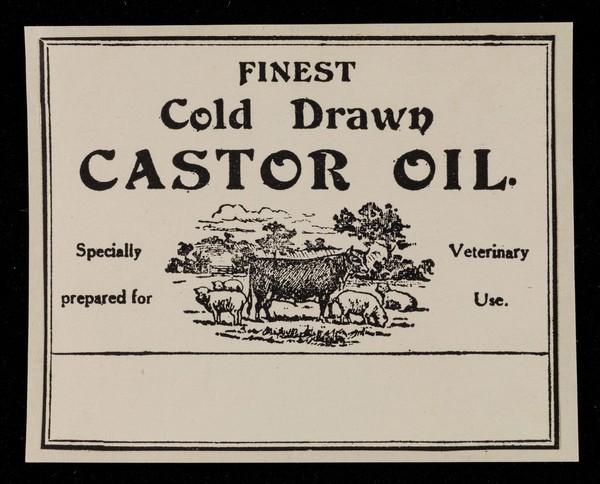 FINEST
Cold Drawn
CASTOR OIL.
Specially
prepared for
Veterinary
Use.